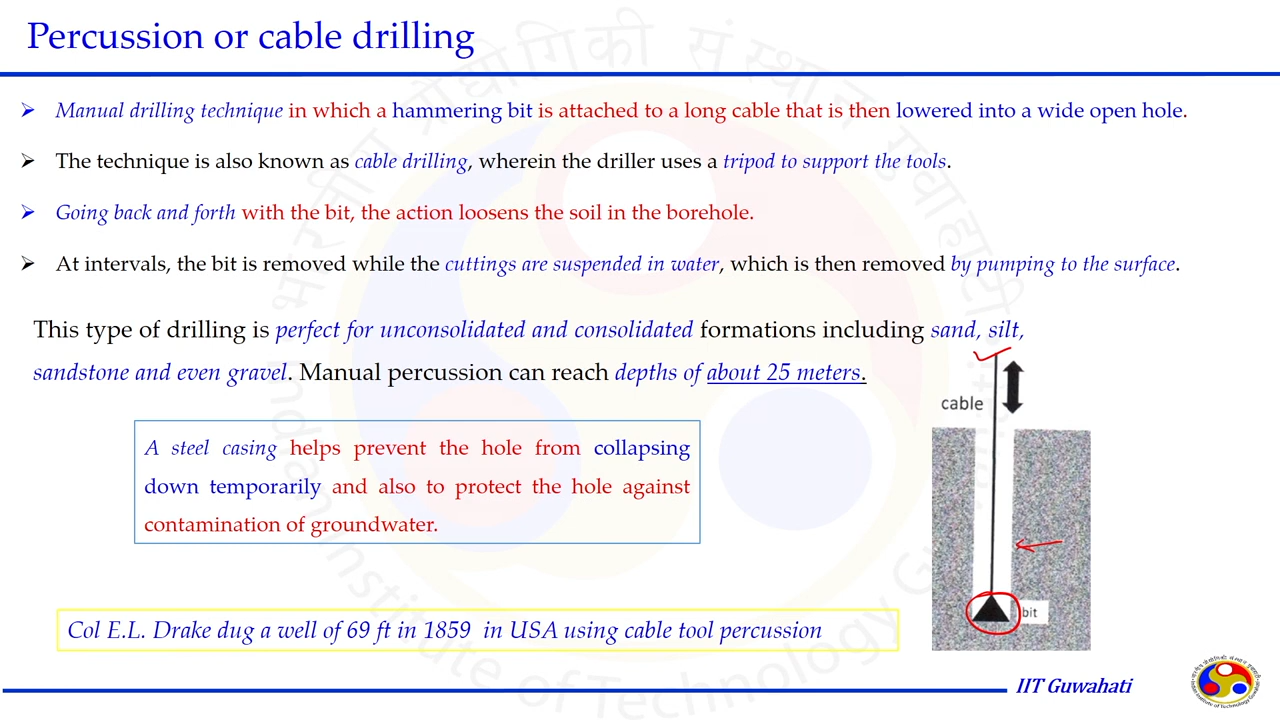 Percussion or cable drilling
➢ Manual drilling technique in which a hammering bit is attached to a long cable that is then lowered into a wide open hole.
➢ The technique is also known as cable drilling, wherein the driller uses a tripod to support the tools.
➢ Going back and forth with the bit, the action loosens the soil in the borehole.
➢ At intervals, the bit is removed while the cuttings are suspended in water, which is then removed by pumping to the surface.
This type of drilling is perfect for unconsolidated and consolidated formations including sand, silt,
sandstone and even gravel. Manual percussion can reach depths of about 25 meters.
cable
A steel casing helps prevent the hole from collapsing
down temporarily and also to protect the hole against
contamination of groundwater.
bit
Col E.L. Drake dug a well of 69 ft in 1859 in USA using cable tool percussion
IIT Guwahati